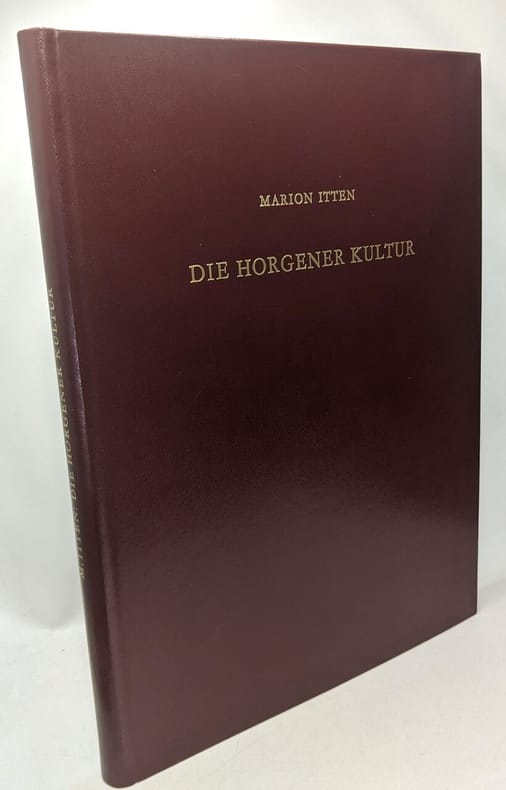 MARION ITTEN
DIE HORGENER KULTUR
M. ITTEN: DIE HORGENER KULTUR